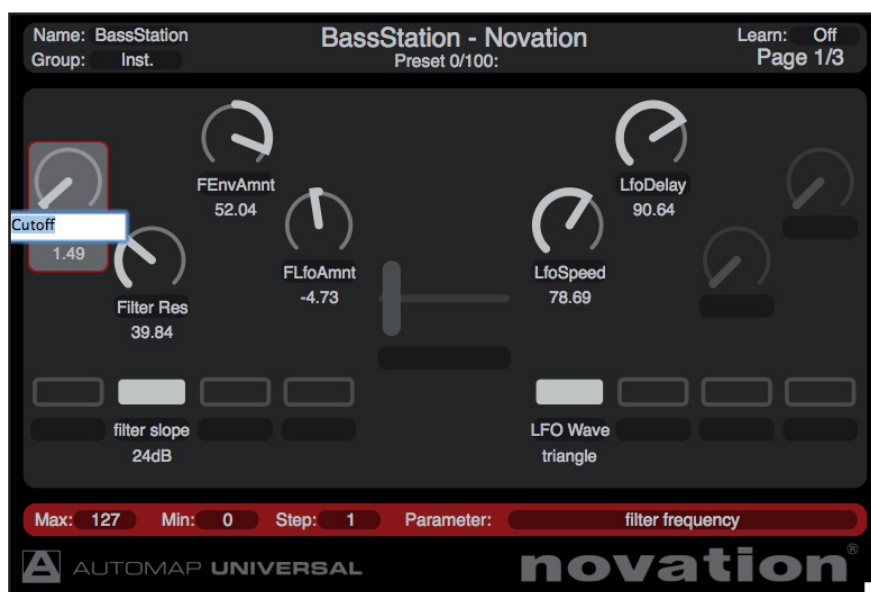 Name: BassStation
BassStation - Novation
Learn: Off
Group: Inst.
Preset 0/100:
Page 1/3
FEnvAmnt
52.04
LfoDelay
90.64
Cutoff
1.49
FLfoAmnt
-4.73
LfoSpeed
78.69
Filter Res
39.84
filter slope
24dB
LFO Wave
triangle
Max: 127 Min: 0 Step: 1 Parameter: filter frequency
A AUTOMAP UNIVERSAL
novation®